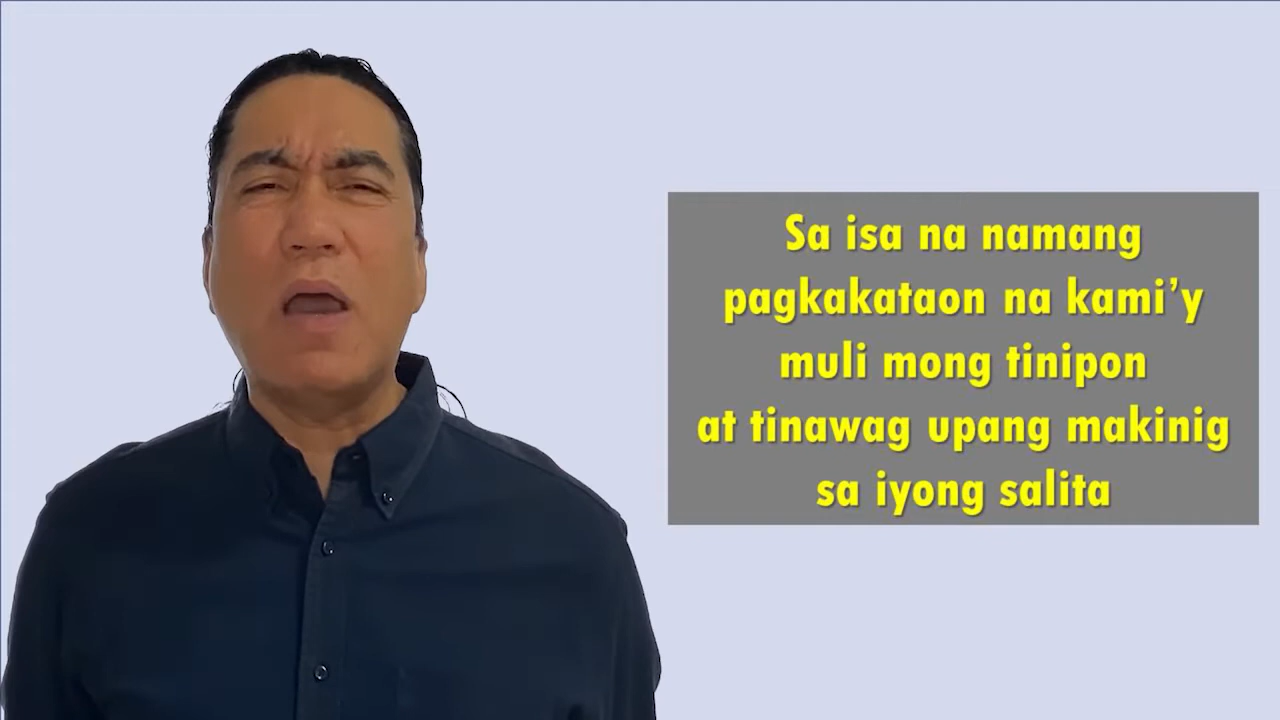 Sa isa na namang
pagkakataon na kami’y
muli mong tinipon
at tinawag upang makinig
sa iyong salita